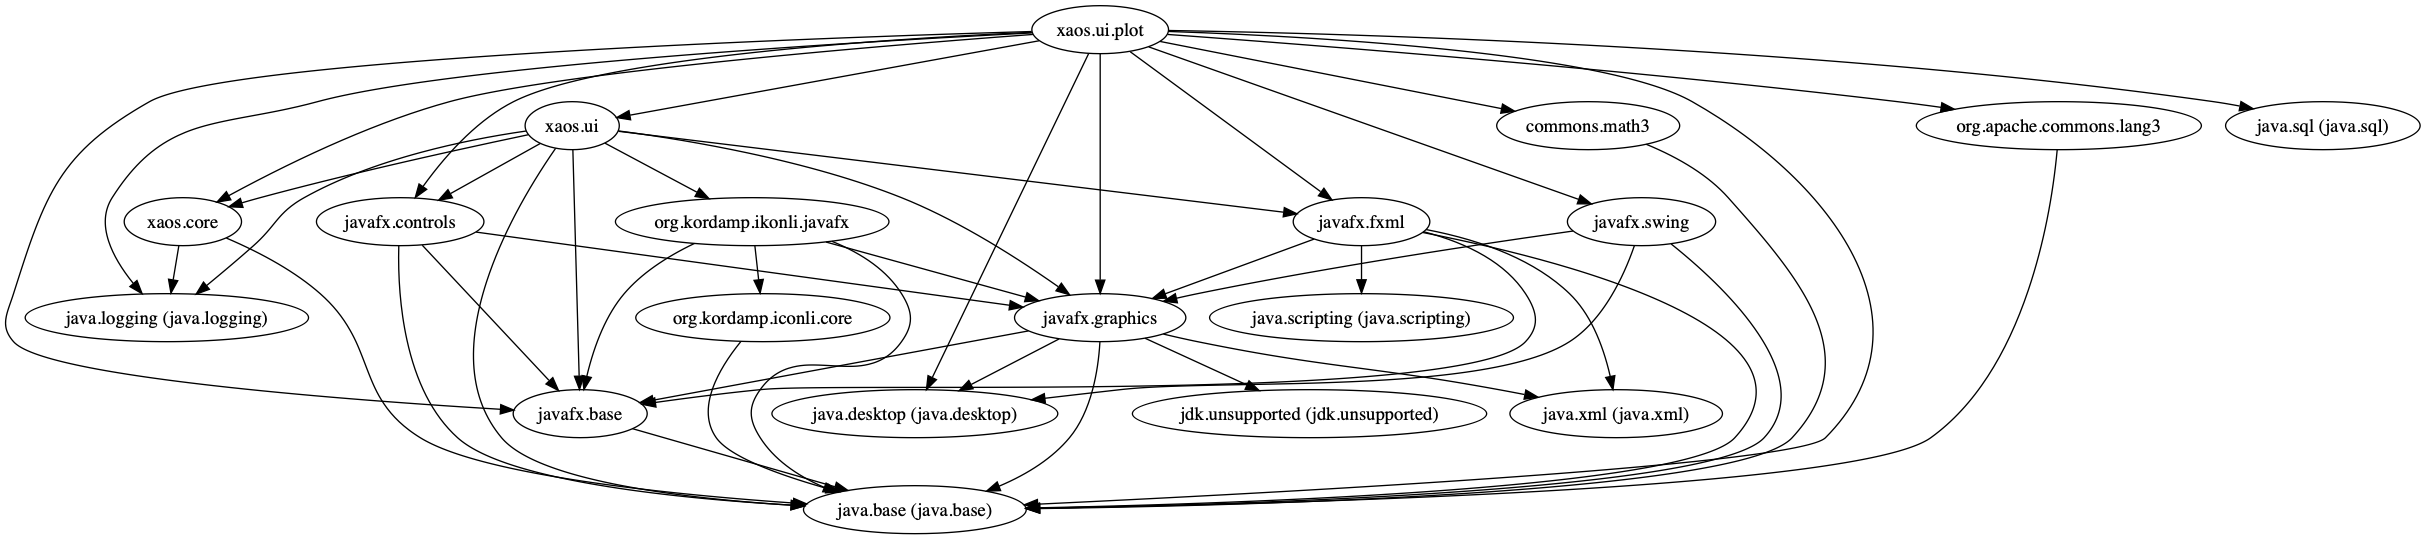 xaos.ui.plot
xaos.ui
commons.math3
org.apache.commons.lang3
java.sql (java.sql)
xaos.core
javafx.controls
org.kordamp.ikonli.javafx
javafx.fxml
javafx.swing
java.logging (java.logging)
org.kordamp.iconli.core
javafx.graphics
java.scripting (java.scripting)
javafx.base
java.desktop (java.desktop)
jdk.unsupported (jdk.unsupported)
java.xml (java.xml)
java.base (java.base)